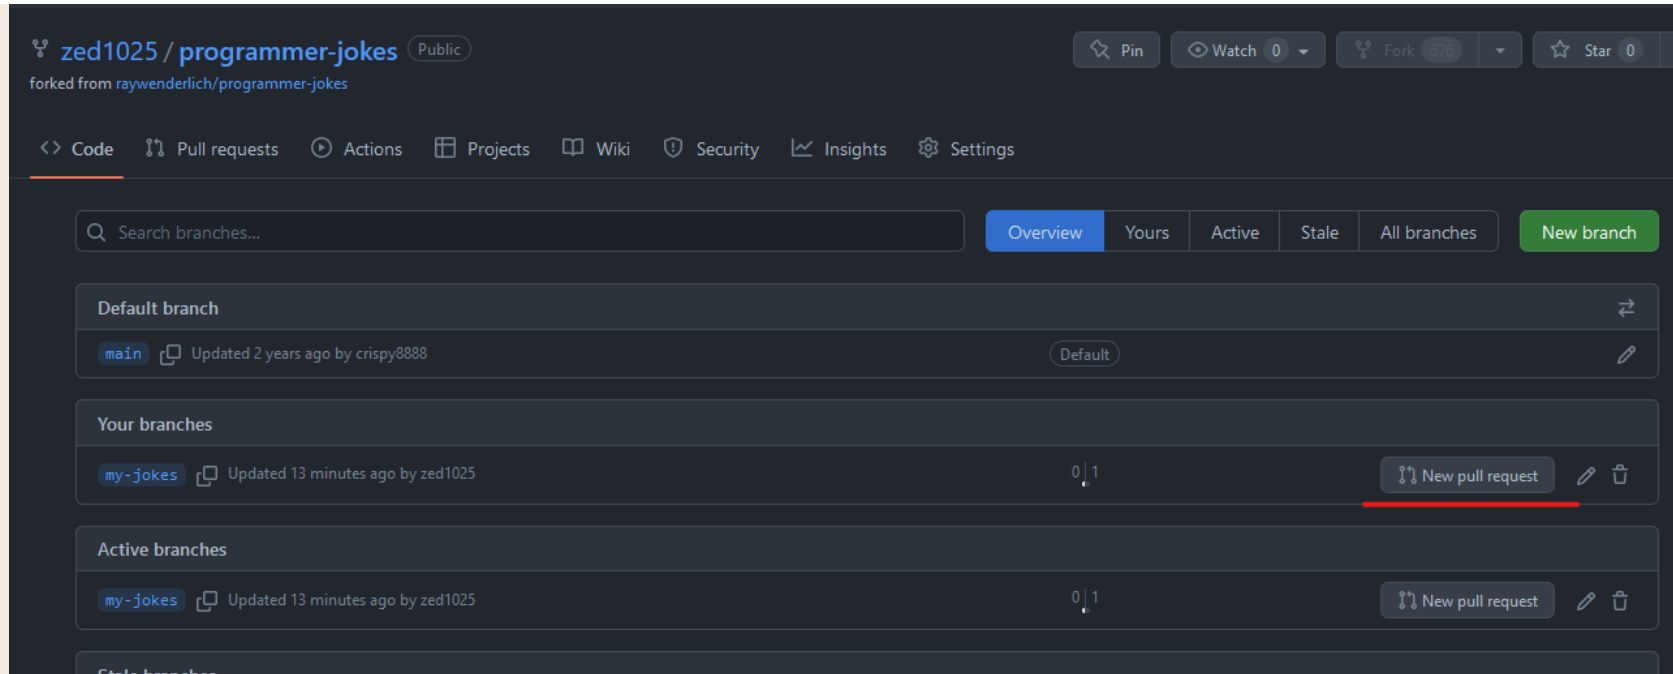 zed1025 / programmer-jokes Public
Pin Watch 0 Fork 676 Star 0
forked from raywenderlich/programmer-jokes
<> Code Pull requests Actions Projects Wiki Security Insights Settings
Search branches... Overview Yours Active Stale All branches New branch
Default branch
main Updated 2 years ago by crispy8888 Default
Your branches
my-jokes Updated 13 minutes ago by zed1025 0 1 New pull request
Active branches
my-jokes Updated 13 minutes ago by zed1025 0 1 New pull request
Stale branches